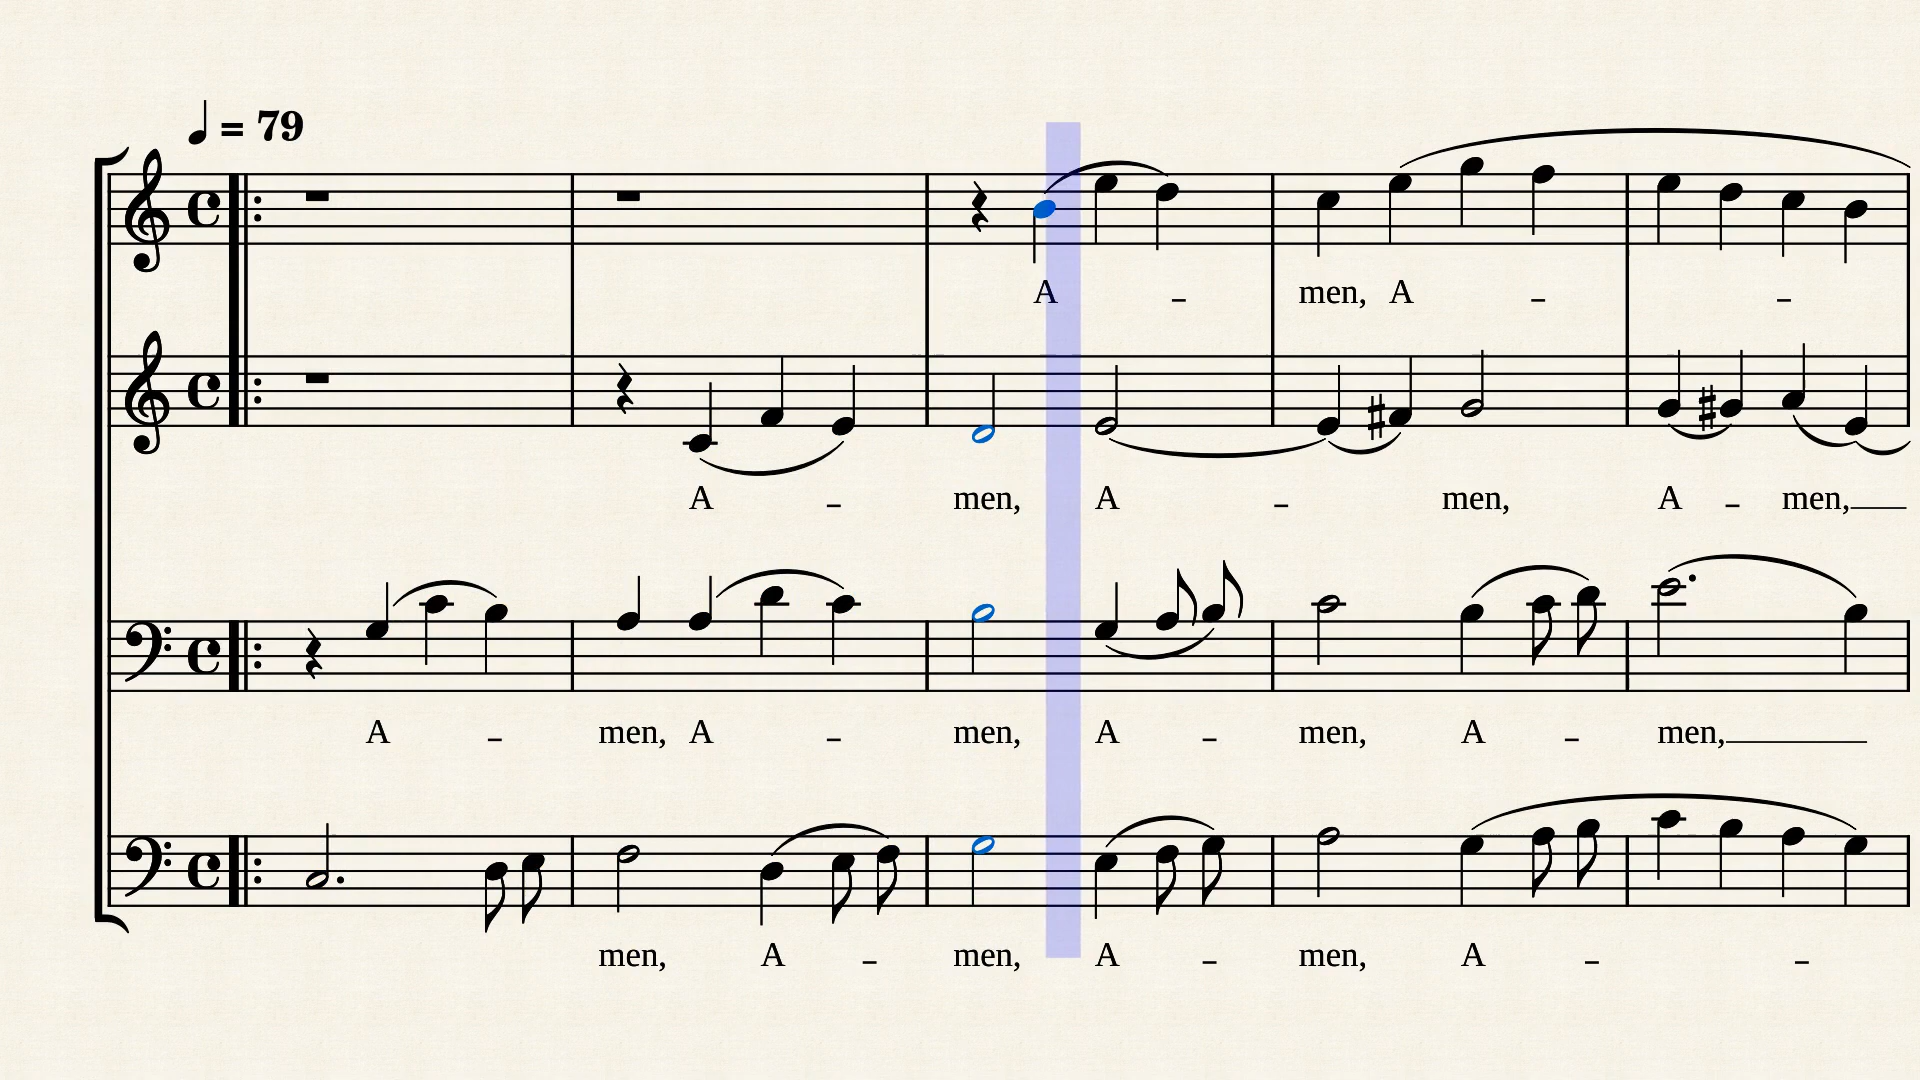 = 79
A – men, A – –
A – men, A – men, A – men,
A – men, A – men, A – men, A – men,
men, A – men, A – men, A – –